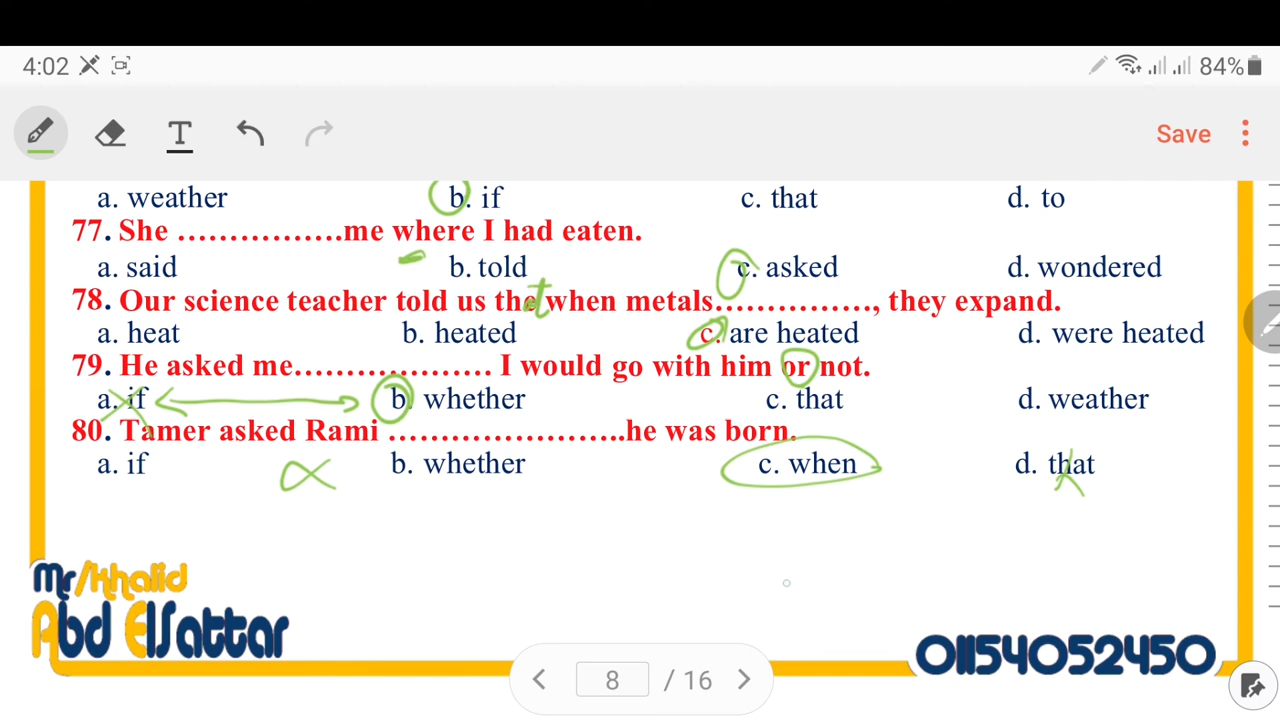 4:02 84%
T Save
a. weather b. if c. that d. to
77. She ................me where I had eaten.
a. said b. told c. asked d. wondered
78. Our science teacher told us that when metals................, they expand.
a. heat b. heated c. are heated d. were heated
79. He asked me................... I would go with him or not.
a. if b. whether c. that d. weather
80. Tamer asked Rami .......................he was born.
a. if b. whether c. when d. that
Mr/Khalid
Abd ElSattar
01154052450
8 / 16